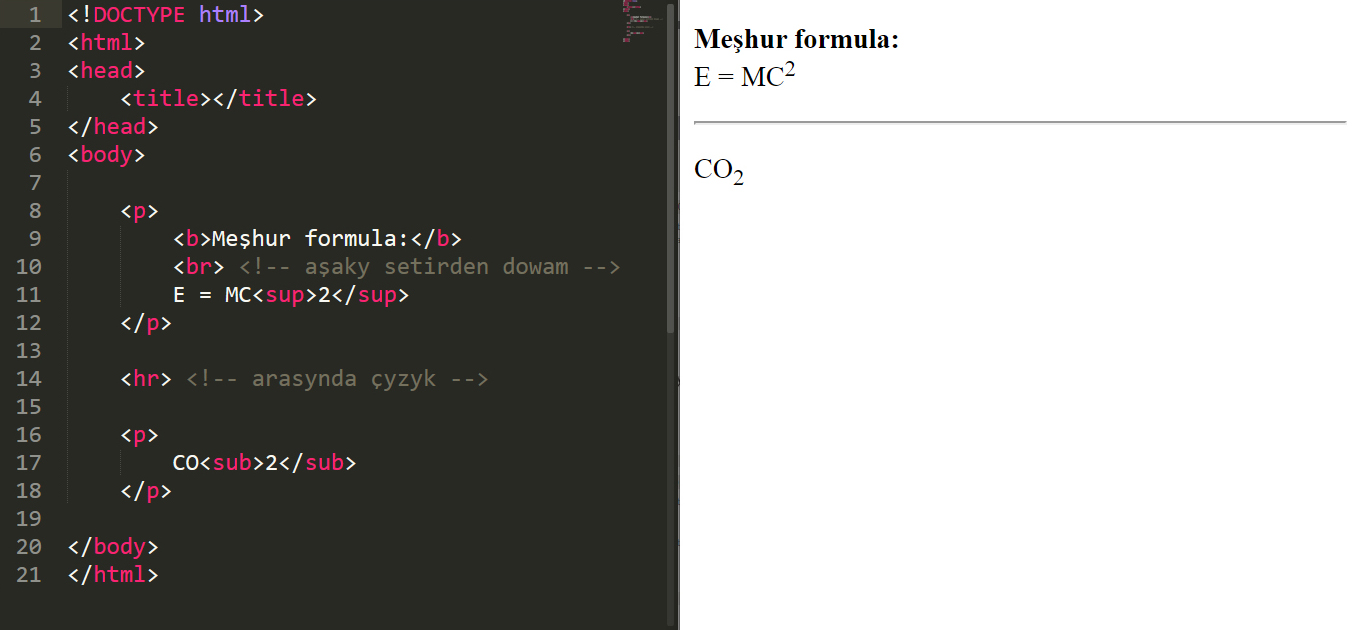 1 <!DOCTYPE html>
2 <html>
3 <head>
4     <title></title>
5 </head>
6 <body>
7
8     <p>
9         <b>Meşhur formula:</b>
10         <br> <!-- aşaky setirden dowam -->
11         E = MC<sup>2</sup>
12     </p>
13
14     <hr> <!-- arasynda çyzyk -->
15
16     <p>
17         CO<sub>2</sub>
18     </p>
19
20 </body>
21 </html>
Meşhur formula:
E = MC²
CO₂